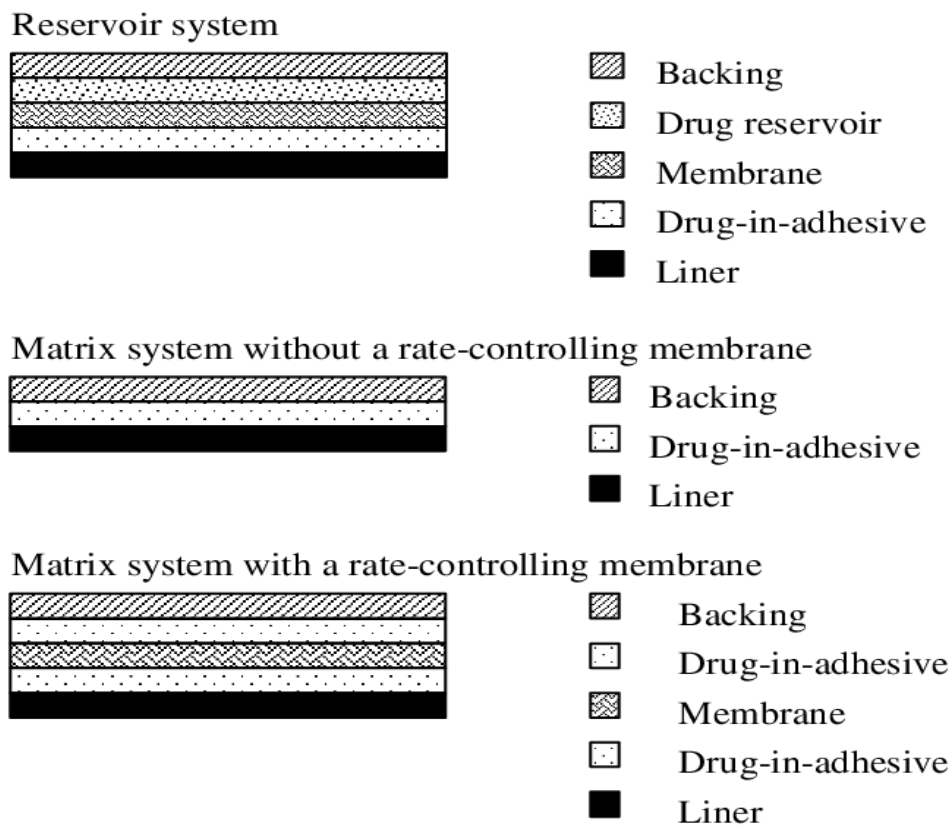 Reservoir system
Backing
Drug reservoir
Membrane
Drug-in-adhesive
Liner
Matrix system without a rate-controlling membrane
Backing
Drug-in-adhesive
Liner
Matrix system with a rate-controlling membrane
Backing
Drug-in-adhesive
Membrane
Drug-in-adhesive
Liner